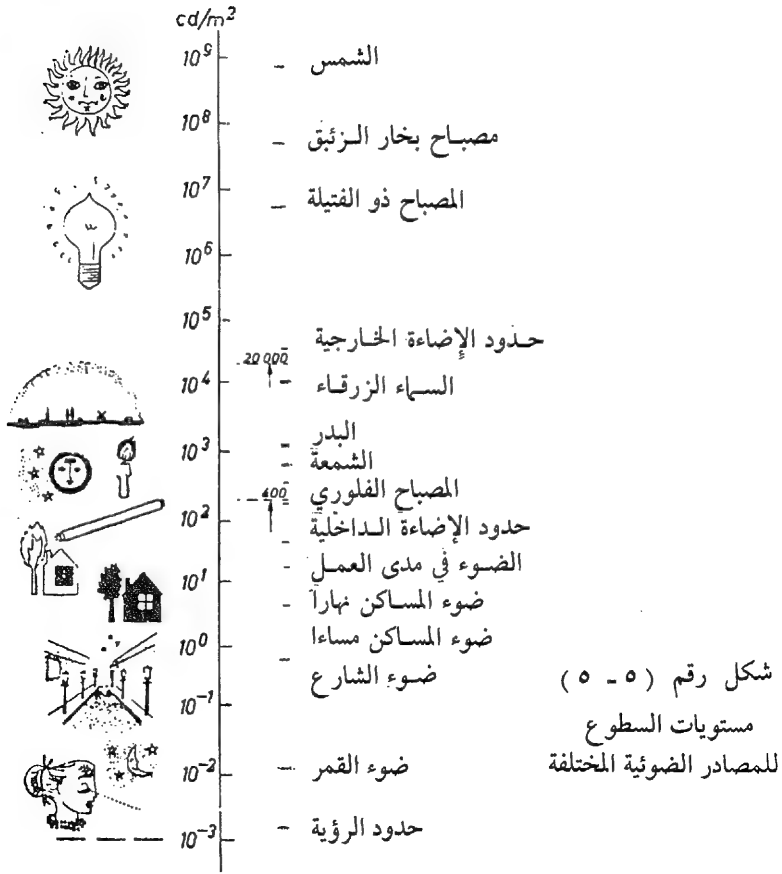 cd/m²
10⁹ – الشمس
10⁸
– مصباح بخار الزئبق
10⁷ – المصباح ذو الفتيلة
10⁶
10⁵
حدود الإضاءة الخارجية
20 000
10⁴ – السماء الزرقاء
البدر
10³ – الشمعة
المصباح الفلوري
400
10² – حدود الإضاءة الداخلية
الضوء في مدى العمل
10¹
ضوء المساكن نهارا
10⁰ ضوء المساكن مساءا
ضوء الشارع
10⁻¹
10⁻² – ضوء القمر
10⁻³ – حدود الرؤية
شكل رقم (٥ - ٥)
مستويات السطوع
للمصادر الضوئية المختلفة